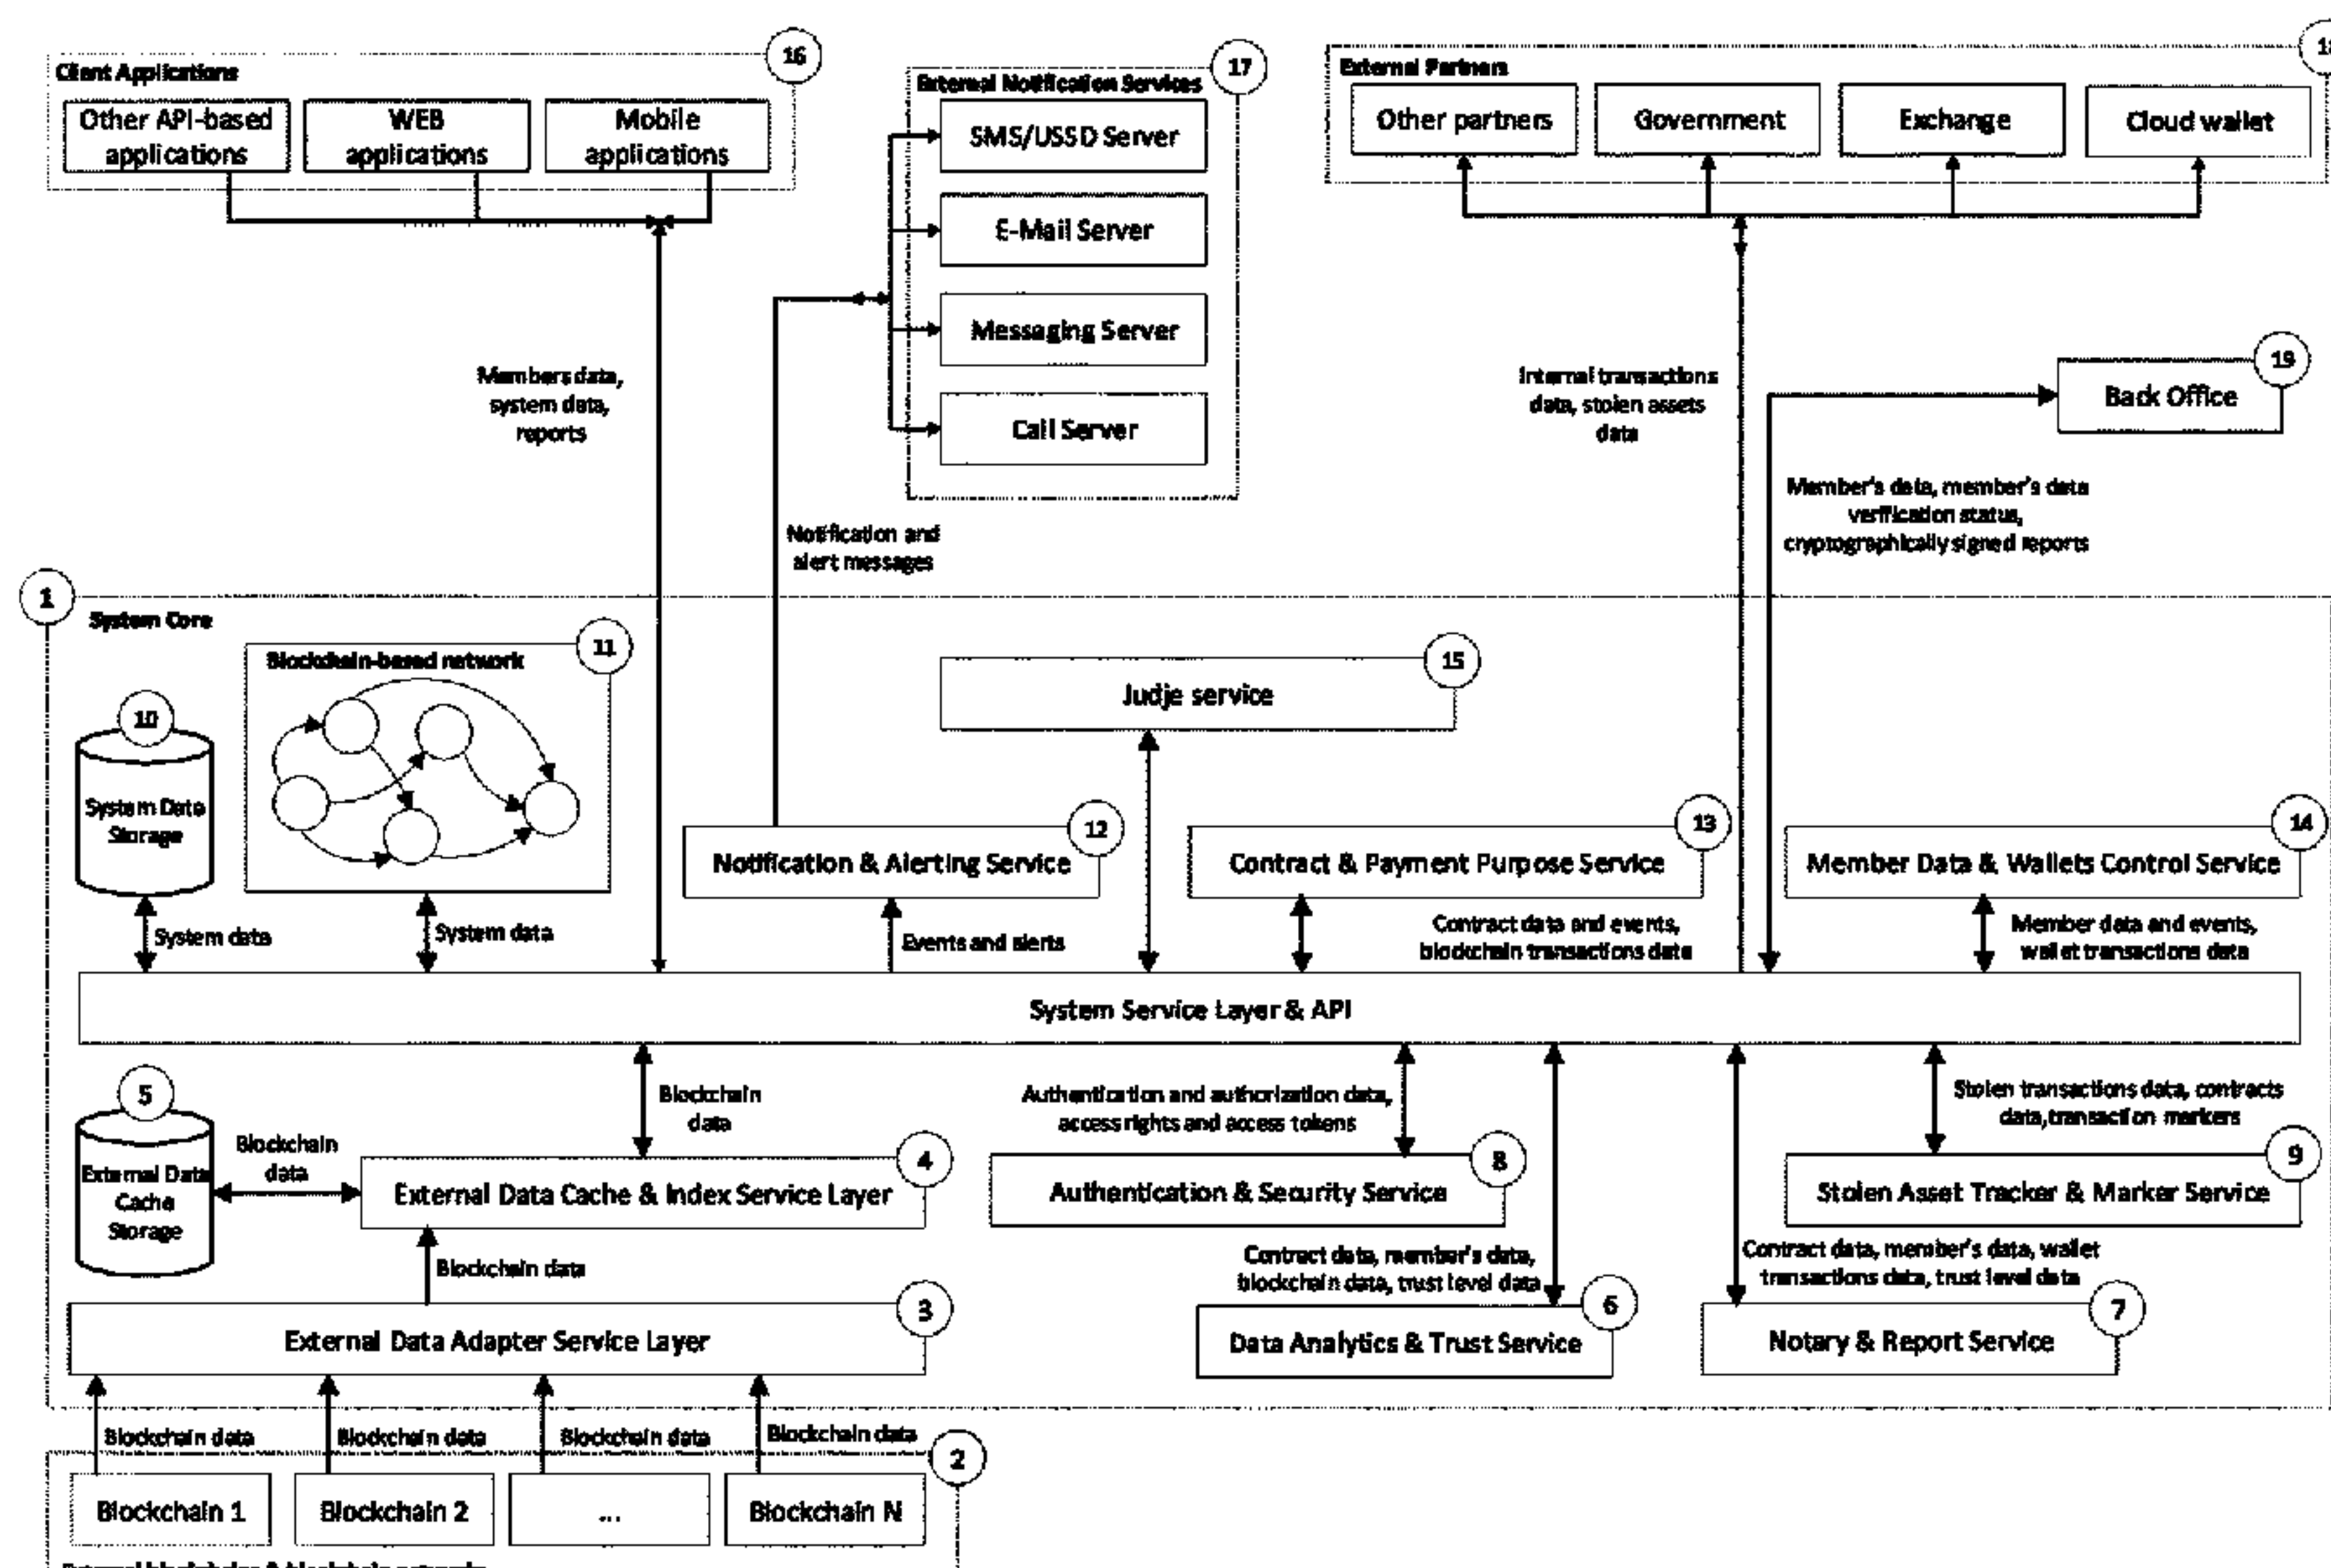 16
Client Applications
Other API-based
applications
WEB
applications
Mobile
applications
17
External Notification Services
SMS/USSD Server
E-Mail Server
Messaging Server
Call Server
External Partners
Other partners
Government
Exchange
Cloud wallet
Members data,
system data,
reports
Notification and
alert messages
Internal transactions
data, stolen assets
data
19
Back Office
Member's data, member's data
verification status,
cryptographically signed reports
1
System Core
11
Blockchain-based network
10
System Data
Storage
15
Judje service
12
Notification & Alerting Service
13
Contract & Payment Purpose Service
14
Member Data & Wallets Control Service
System data
System data
Events and alerts
Contract data and events,
blockchain transactions data
Member data and events,
wallet transactions data
System Service Layer & API
5
External Data
Cache
Storage
Blockchain
data
Blockchain
data
4
External Data Cache & Index Service Layer
Authentication and authorization data,
access rights and access tokens
8
Authentication & Security Service
Stolen transactions data, contracts
data,transaction markers
9
Stolen Asset Tracker & Marker Service
Blockchain data
3
External Data Adapter Service Layer
Contract data, member's data,
blockchain data, trust level data
6
Data Analytics & Trust Service
Contract data, member's data, wallet
transactions data, trust level data
7
Notary & Report Service
Blockchain data
Blockchain data
Blockchain data
Blockchain data
2
Blockchain 1
Blockchain 2
...
Blockchain N